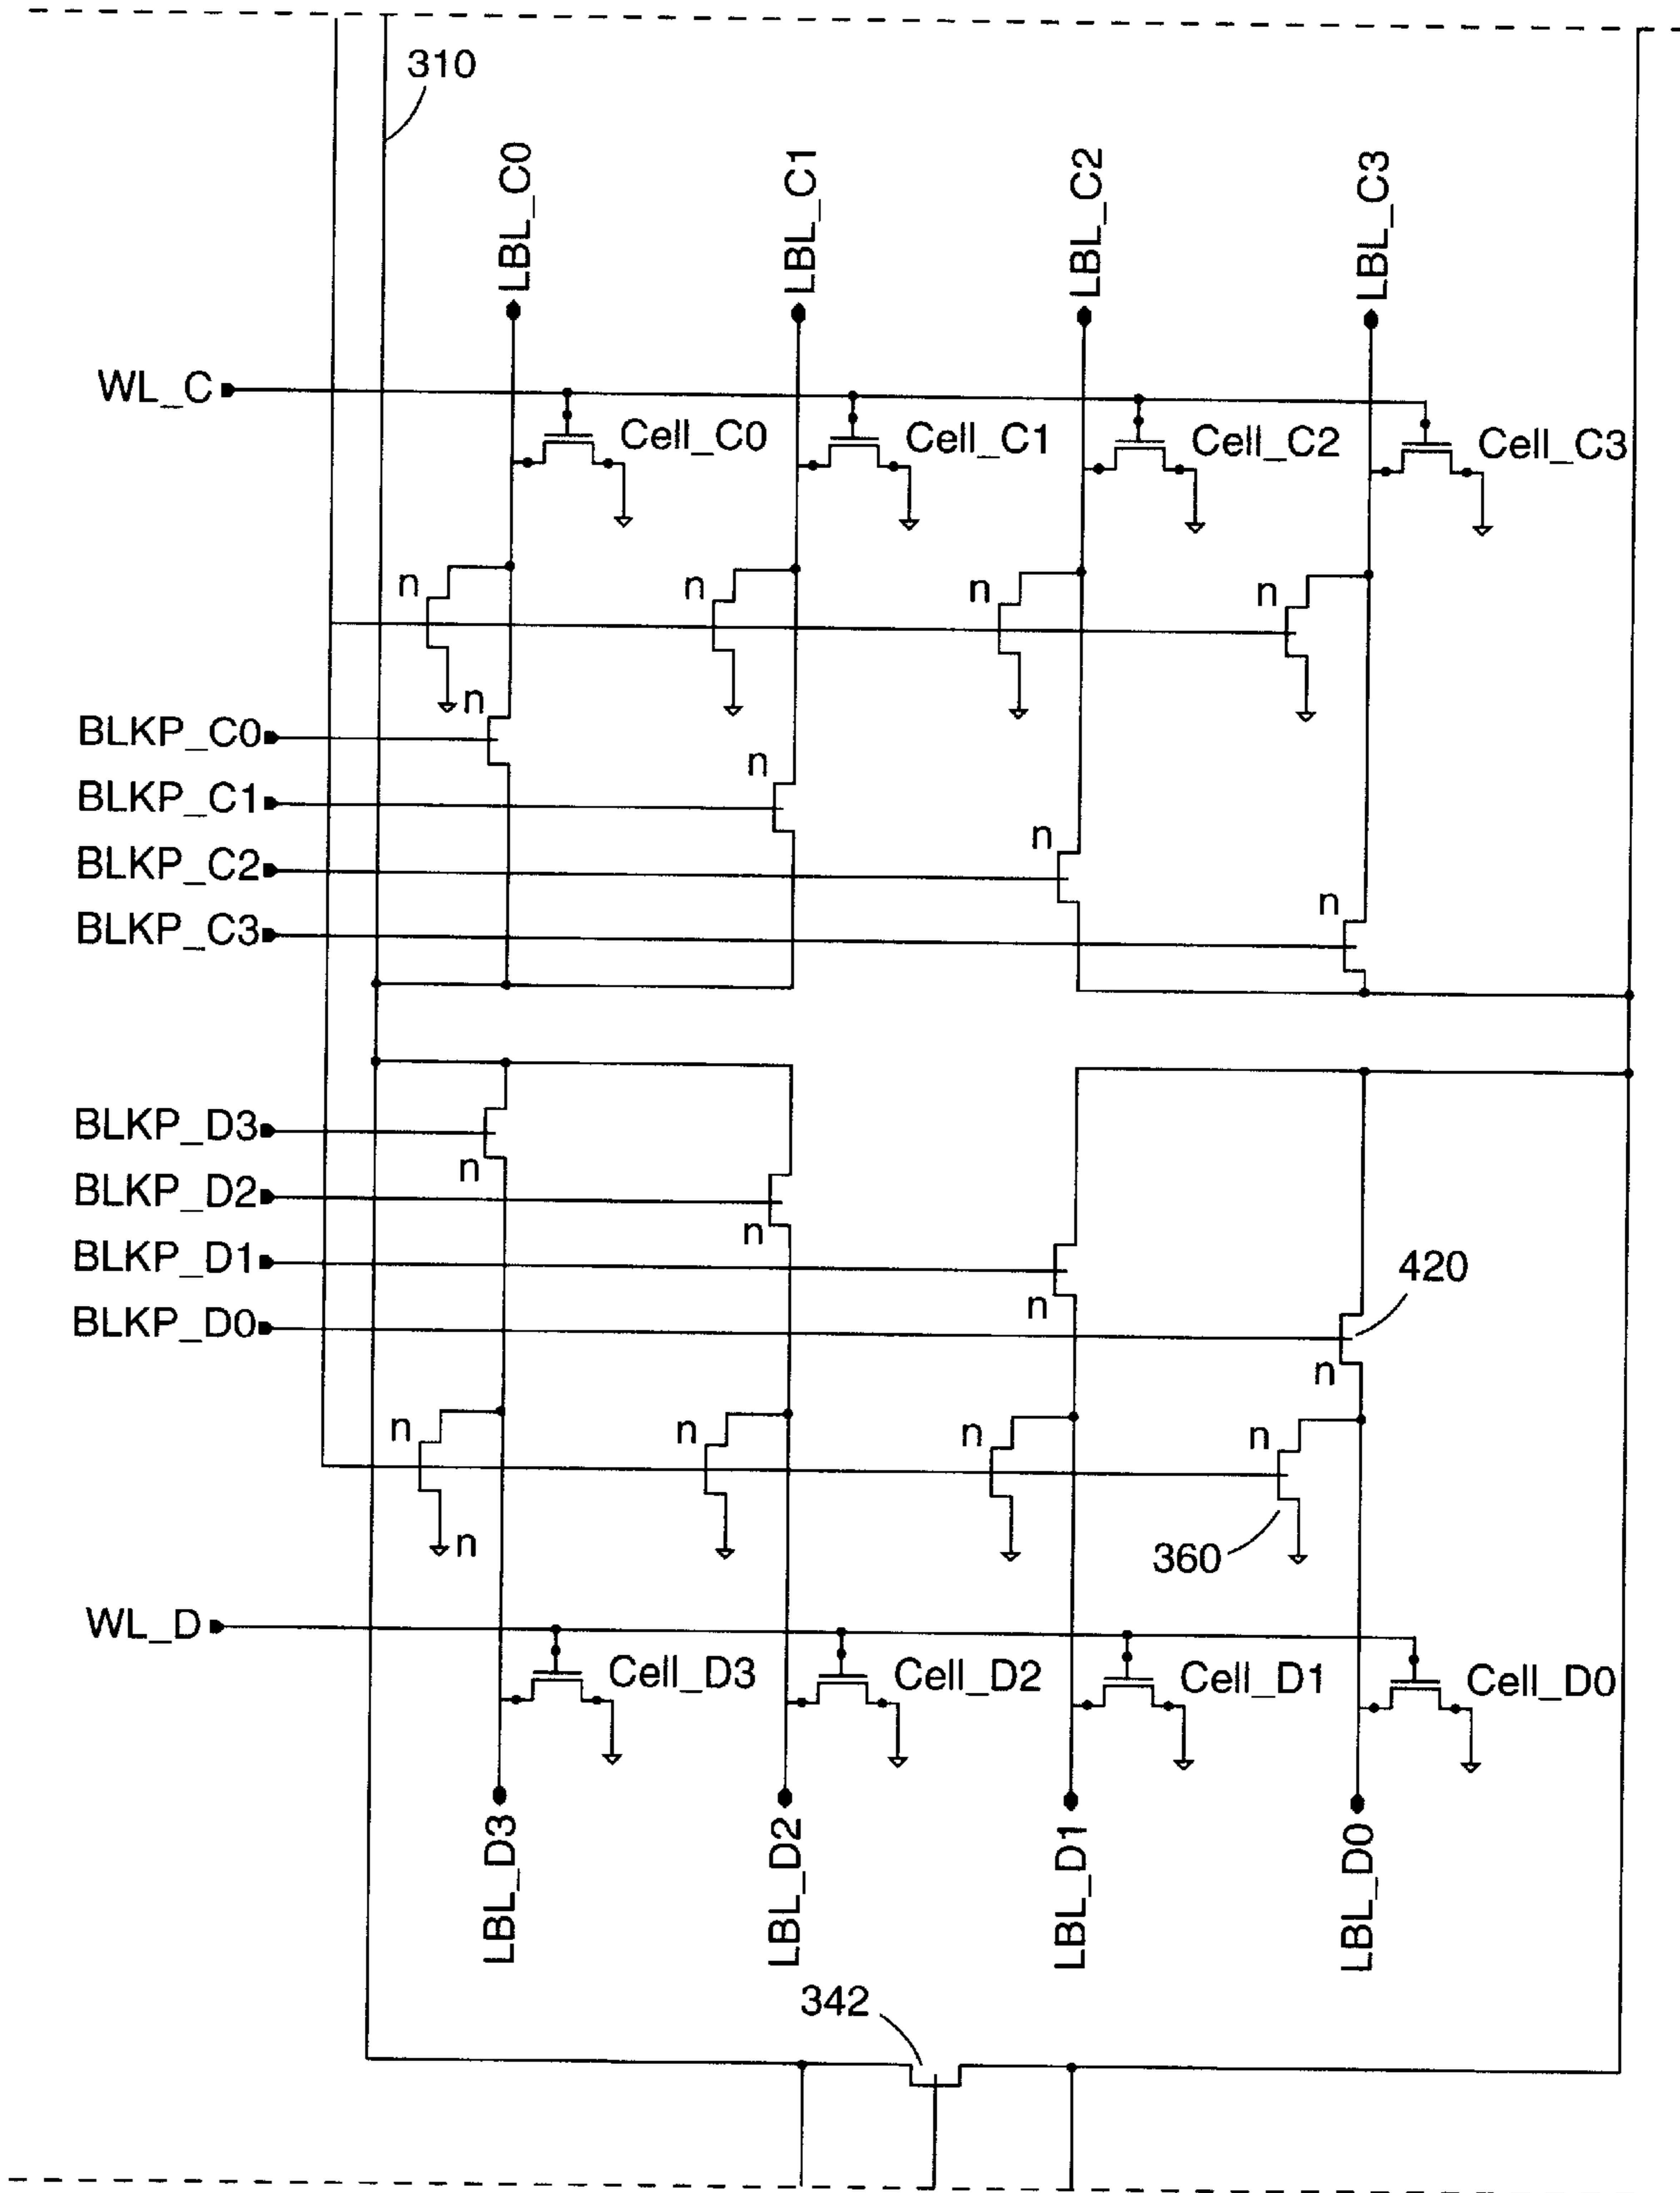 310
LBL_C0
LBL_C1
LBL_C2
LBL_C3
WL_C
Cell_C0
Cell_C1
Cell_C2
Cell_C3
n
n
n
n
n
BLKP_C0
n
BLKP_C1
n
BLKP_C2
n
BLKP_C3
BLKP_D3
n
BLKP_D2
n
BLKP_D1
n
420
BLKP_D0
n
n
n
n
n
n
360
WL_D
Cell_D3
Cell_D2
Cell_D1
Cell_D0
LBL_D3
LBL_D2
LBL_D1
LBL_D0
342